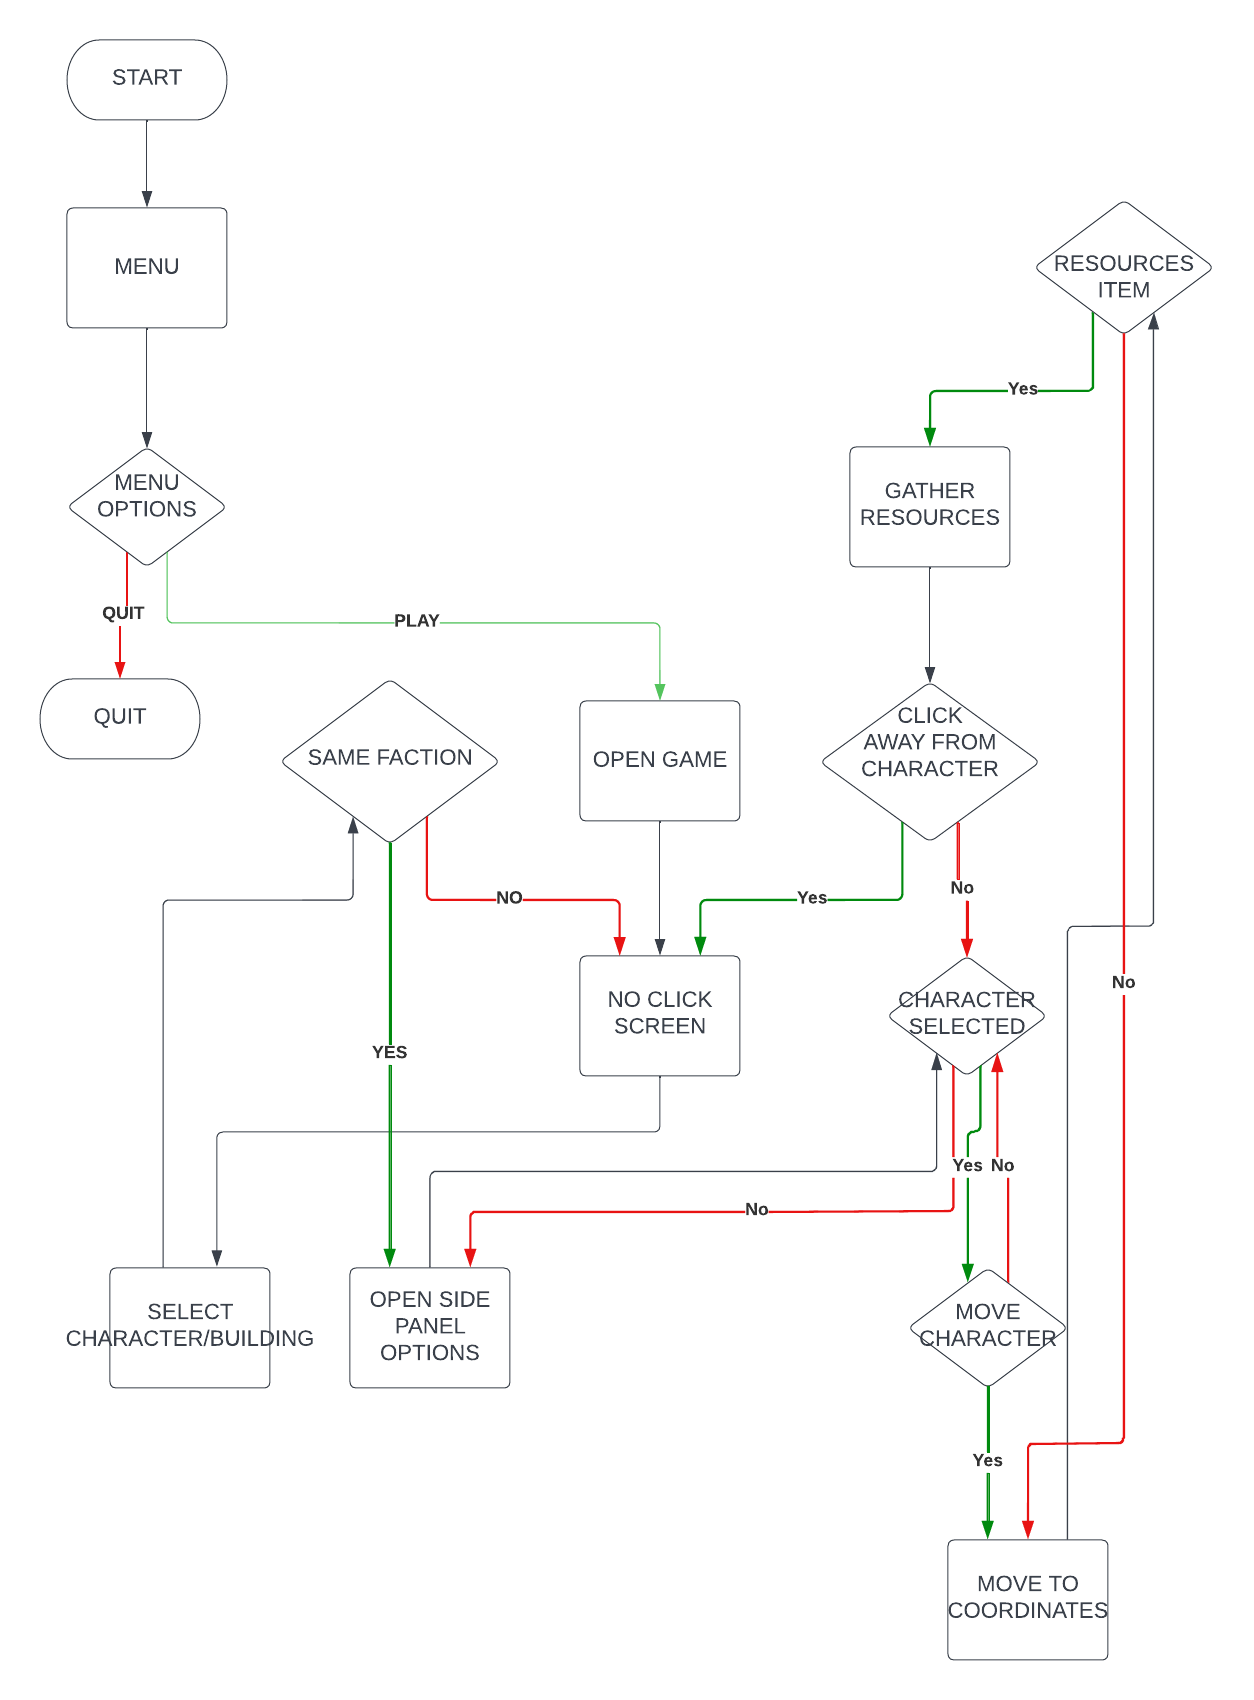 START
MENU
RESOURCES
ITEM
Yes
MENU
OPTIONS
GATHER
RESOURCES
QUIT
PLAY
QUIT
SAME FACTION
OPEN GAME
CLICK
AWAY FROM
CHARACTER
NO
Yes
No
NO CLICK
SCREEN
CHARACTER
SELECTED
No
YES
Yes
No
No
SELECT
CHARACTER/BUILDING
OPEN SIDE
PANEL
OPTIONS
MOVE
CHARACTER
Yes
MOVE TO
COORDINATES